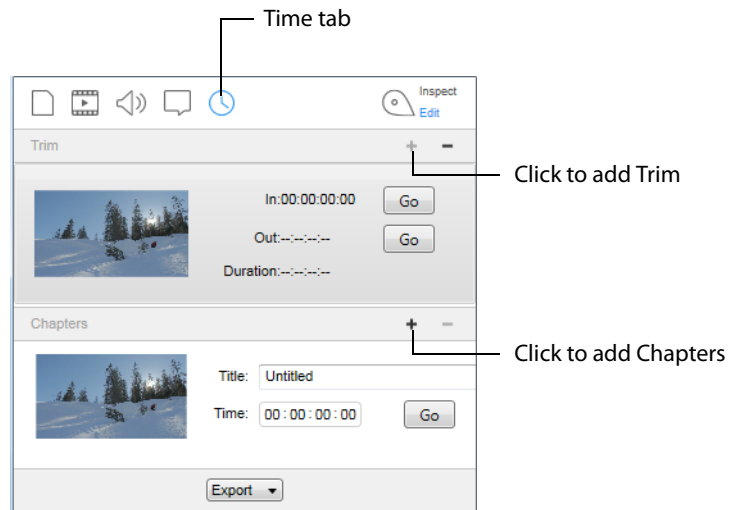 Time tab
Inspect
Edit
Trim
+ −
Click to add Trim
In:00:00:00:00
Go
Out:--:--:--:--
Go
Duration:--:--:--:--
Chapters
+ −
Click to add Chapters
Title: Untitled
Time: 00:00:00:00
Go
Export